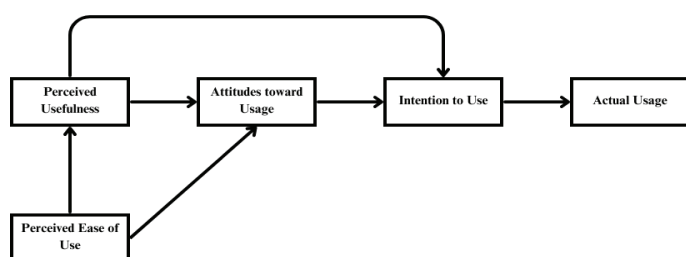 Perceived
Usefulness
Attitudes toward
Usage
Intention to Use
Actual Usage
Perceived Ease of
Use